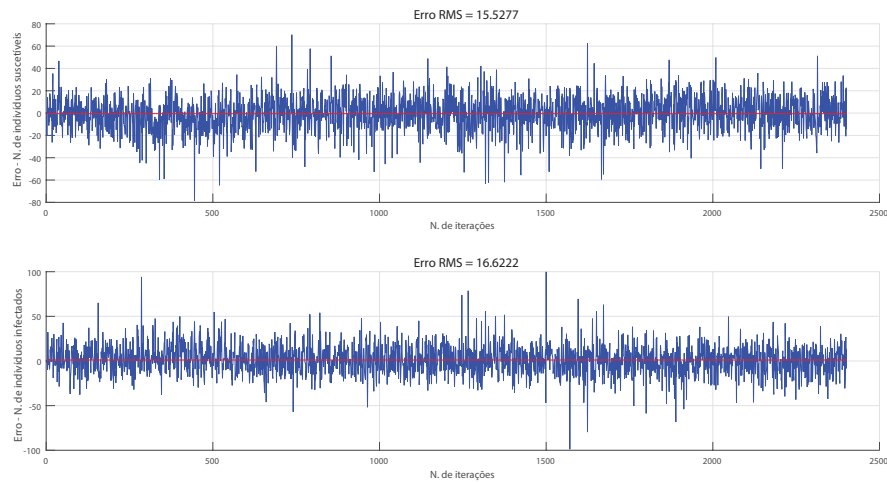 Erro RMS = 15.5277
80
60
40
20
0
-20
-40
-60
-80
Erro - N. de indivíduos suscetíveis
0 500 1000 1500 2000 2500
N. de iterações
Erro RMS = 16.6222
100
50
0
-50
-100
Erro - N. de indivíduos infectados
0 500 1000 1500 2000 2500
N. de iterações